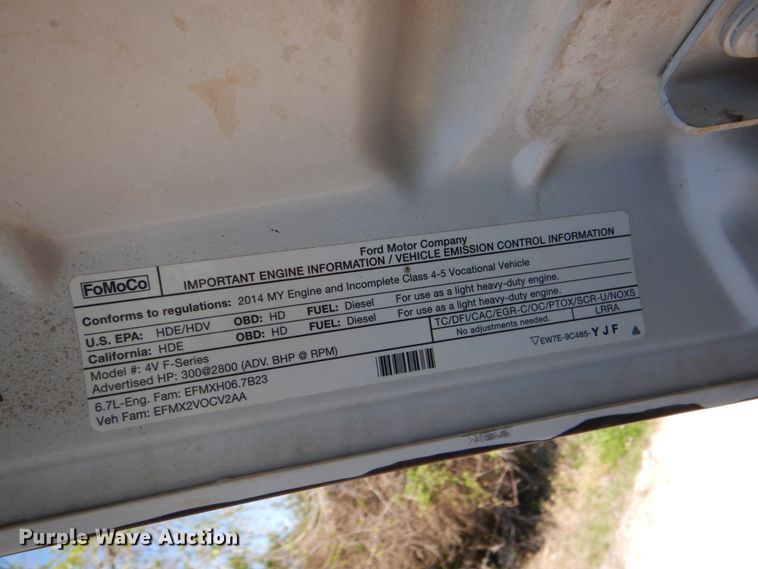 FoMoCo
Ford Motor Company
IMPORTANT ENGINE INFORMATION / VEHICLE EMISSION CONTROL INFORMATION
Conforms to regulations: 2014 MY Engine and Incomplete Class 4-5 Vocational Vehicle
U.S. EPA: HDE/HDV OBD: HD FUEL: Diesel For use as a light heavy-duty engine.
California: HDE OBD: HD FUEL: Diesel For use as a light heavy-duty engine.
Model #: 4V F-Series TC/DFI/CAC/EGR-C/OC/PTOX/SCR-U/NOXS
Advertised HP: 300@2800 (ADV. BHP @ RPM) No adjustments needed. LRRA
6.7L-Eng. Fam: EFMXH06.7B23 EW7E-9C485-YJF
Veh Fam: EFMX2VOCV2AA
Purple Wave Auction